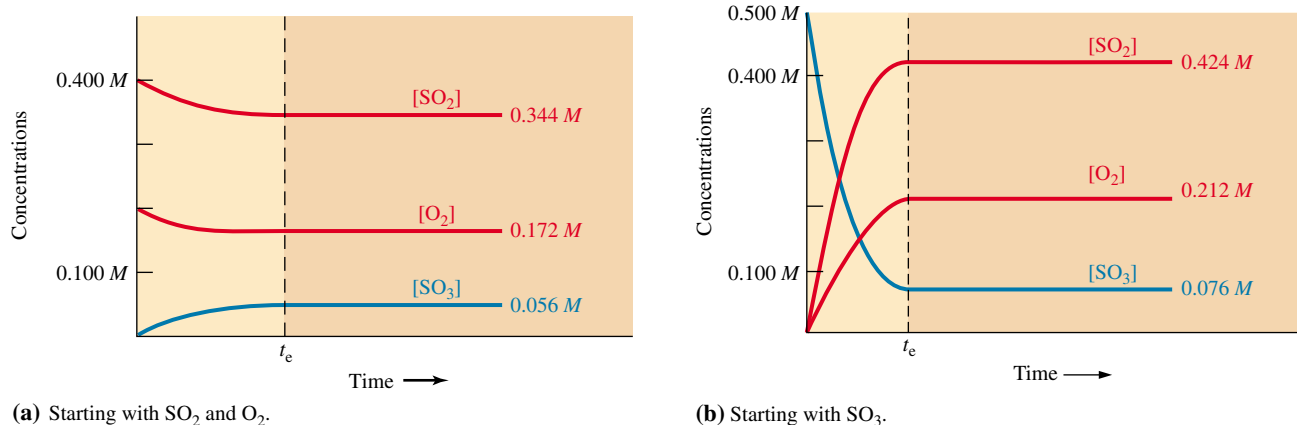 Concentrations
0.400 M
0.100 M
[SO2]
0.344 M
[O2]
0.172 M
[SO3]
0.056 M
te
Time
(a) Starting with SO2 and O2.
Concentrations
0.500 M
0.400 M
0.100 M
[SO2]
0.424 M
[O2]
0.212 M
[SO3]
0.076 M
te
Time
(b) Starting with SO3.